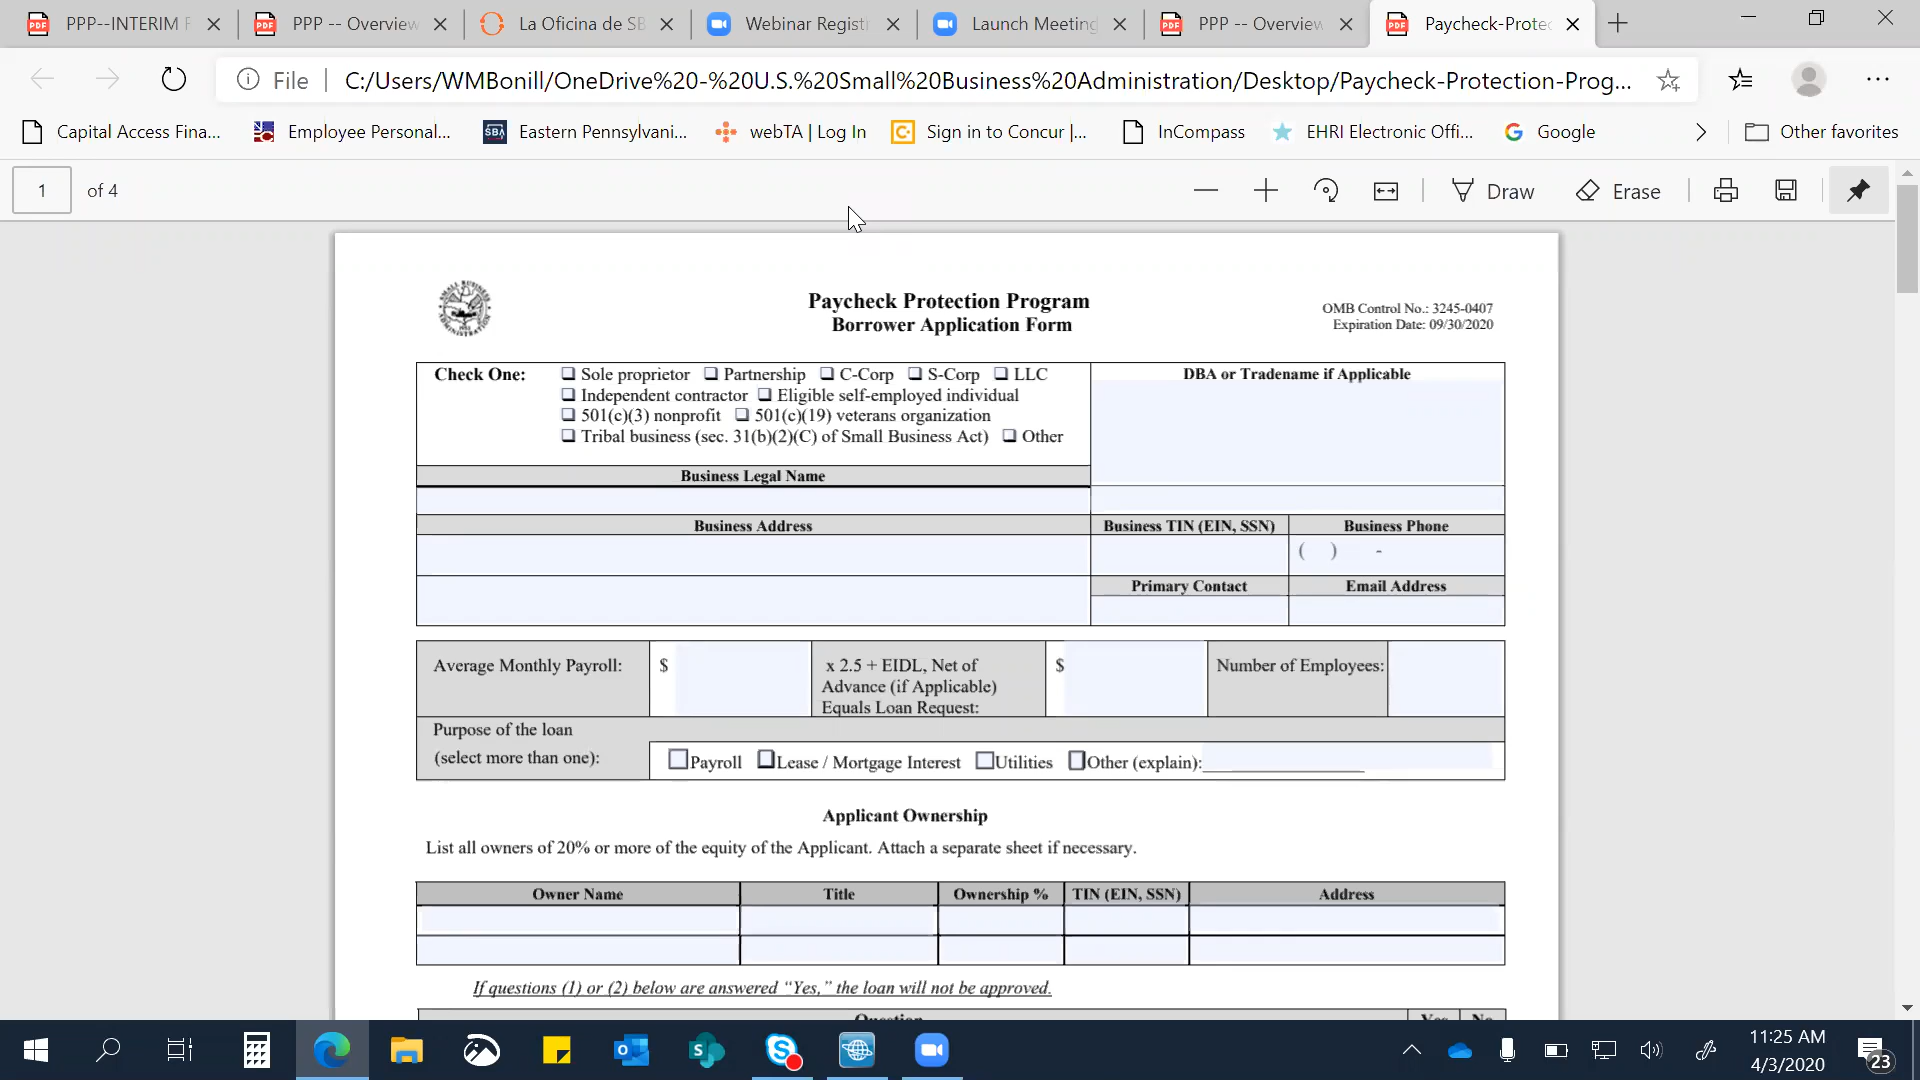 PPP--INTERIM F
PPP -- Overview
La Oficina de SB
Webinar Registr
Launch Meeting
PPP -- Overview
Paycheck-Protec
File
C:/Users/WMBonill/OneDrive%20-%20U.S.%20Small%20Business%20Administration/Desktop/Paycheck-Protection-Prog...
Capital Access Fina...
Employee Personal...
SBA
Eastern Pennsylvani...
webTA | Log In
Sign in to Concur |...
InCompass
EHRI Electronic Offi...
Google
Other favorites
1 of 4
Draw
Erase
Paycheck Protection Program
Borrower Application Form
OMB Control No.: 3245-0407
Expiration Date: 09/30/2020
Check One:
Sole proprietor Partnership C-Corp S-Corp LLC
Independent contractor Eligible self-employed individual
501(c)(3) nonprofit 501(c)(19) veterans organization
Tribal business (sec. 31(b)(2)(C) of Small Business Act) Other
DBA or Tradename if Applicable
Business Legal Name
Business Address
Business TIN (EIN, SSN)
Business Phone
( ) -
Primary Contact
Email Address
Average Monthly Payroll:
$
x 2.5 + EIDL, Net of
Advance (if Applicable)
Equals Loan Request:
$
Number of Employees:
Purpose of the loan
(select more than one):
Payroll Lease / Mortgage Interest Utilities Other (explain):
Applicant Ownership
List all owners of 20% or more of the equity of the Applicant. Attach a separate sheet if necessary.
Owner Name
Title
Ownership %
TIN (EIN, SSN)
Address
If questions (1) or (2) below are answered “Yes,” the loan will not be approved.
Question
Yes
No
11:25 AM
4/3/2020
23